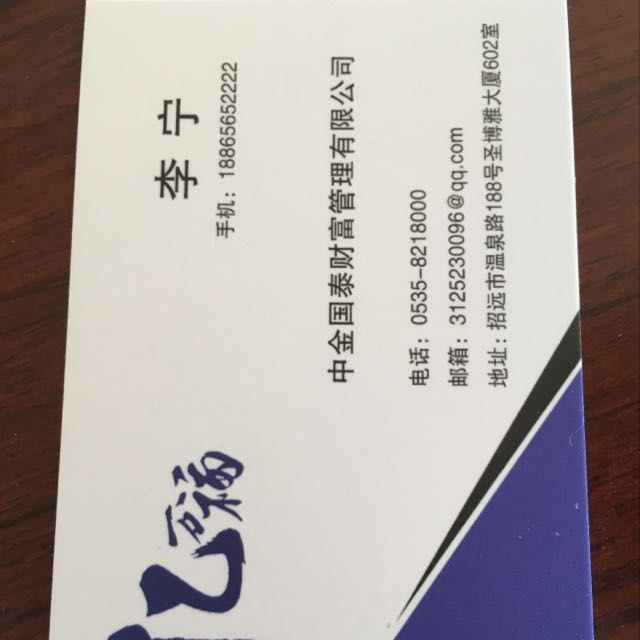 李宁
手机：18865652222
中金国泰财富管理有限公司
电话：0535-8218000
邮箱：3125230096@qq.com
地址：招远市温泉路188号圣博雅大厦602室
万福